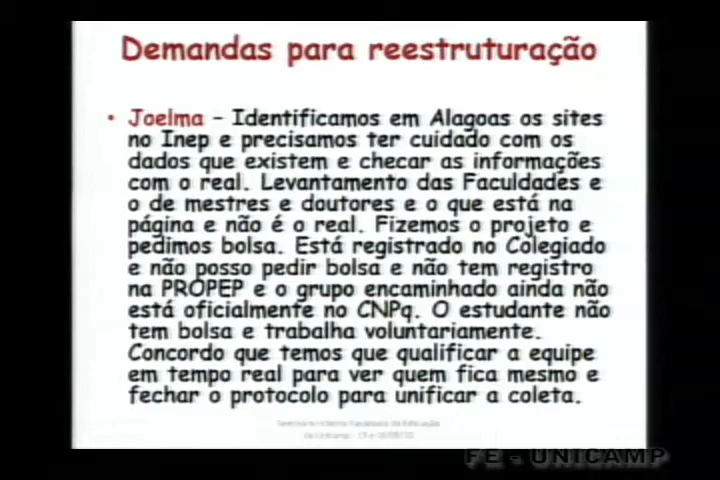 Demandas para reestruturação
• Joelma – Identificamos em Alagoas os sites
no Inep e precisamos ter cuidado com os
dados que existem e checar as informações
com o real. Levantamento das Faculdades e
o de mestres e doutores e o que está na
página e não é o real. Fizemos o projeto e
pedimos bolsa. Está registrado no Colegiado
e não posso pedir bolsa e não tem registro
na PROPEP e o grupo encaminhado ainda não
está oficialmente no CNPq. O estudante não
tem bolsa e trabalha voluntariamente.
Concordo que temos que qualificar a equipe
em tempo real para ver quem fica mesmo e
fechar o protocolo para unificar a coleta.
Faculdade de Educação
FE - UNICAMP